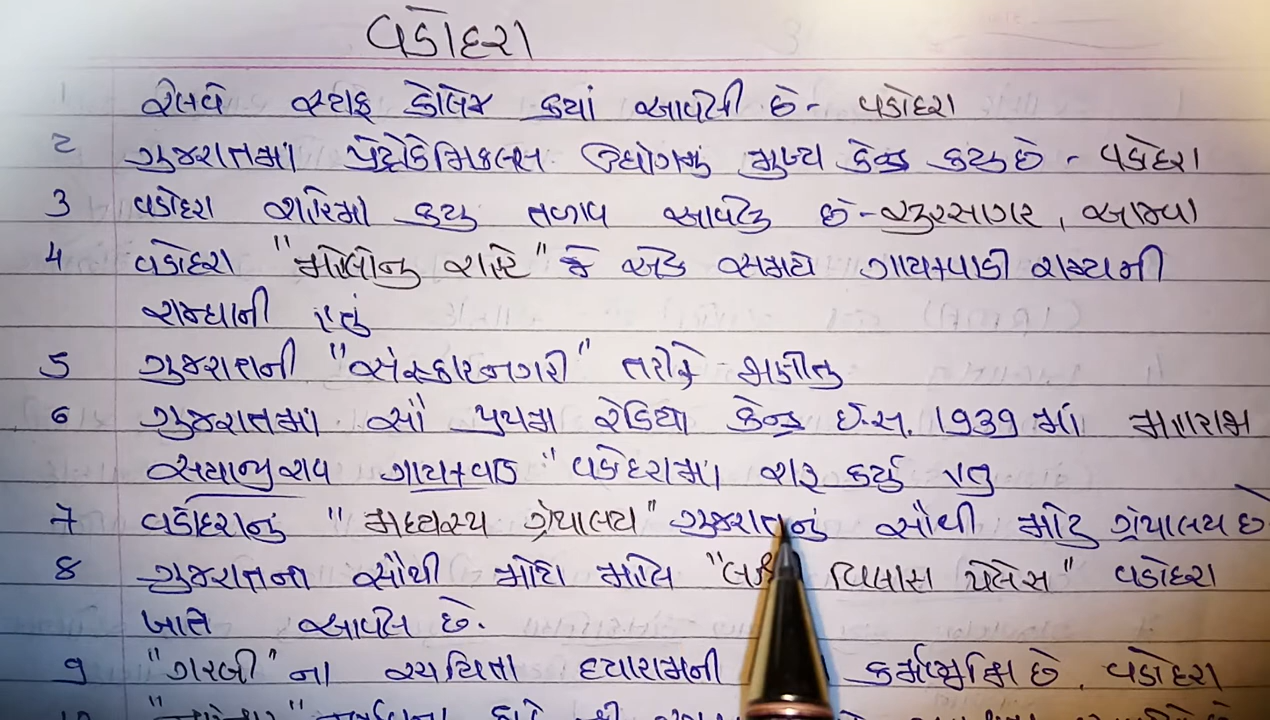 વડોદરા
1 રેલવે સ્ટાફ કોલેજ કયાં આવેલી છે- વડોદરા
2 ગુજરાતમાં પેટ્રોકેમિકલ્સ ઉદ્યોગનુ મુખ્ય કેન્દ્ર કયુ છે - વડોદરા
3 વડોદરા શહેરમાં કયુ તળાવ આવેલુ છે- સુરસાગર, આજવા
4 વડોદરા "મહેલોનુ શહેર" જે એક સમયે ગાયકવાડી રાજ્યની
રાજધાની હતું
5 ગુજરાતની "સંસ્કારનગરી" તરીકે જાણીતુ
6 ગુજરાતમાં સૌ પ્રથમ રેડિયો કેન્દ્ર ઈ.સ. 1939 માં મહારાજા
સયાજીરાવ ગાયકવાડ "વડોદરામાં શરૂ કર્યુ હતુ
7 વડોદરાનું "મધ્યસ્થ ગ્રંથાલય" ગુજરાતનું સૌથી મોટુ ગ્રંથાલય છે
8 ગુજરાતના સૌથી મોટો મહેલ "લક્ષ્મી વિલાસ પેલેસ" વડોદરા
ખાતે આવેલ છે.
9 "ગરબી" ના રચયિતા દયારામની કર્મભૂમિ છે. વડોદરા